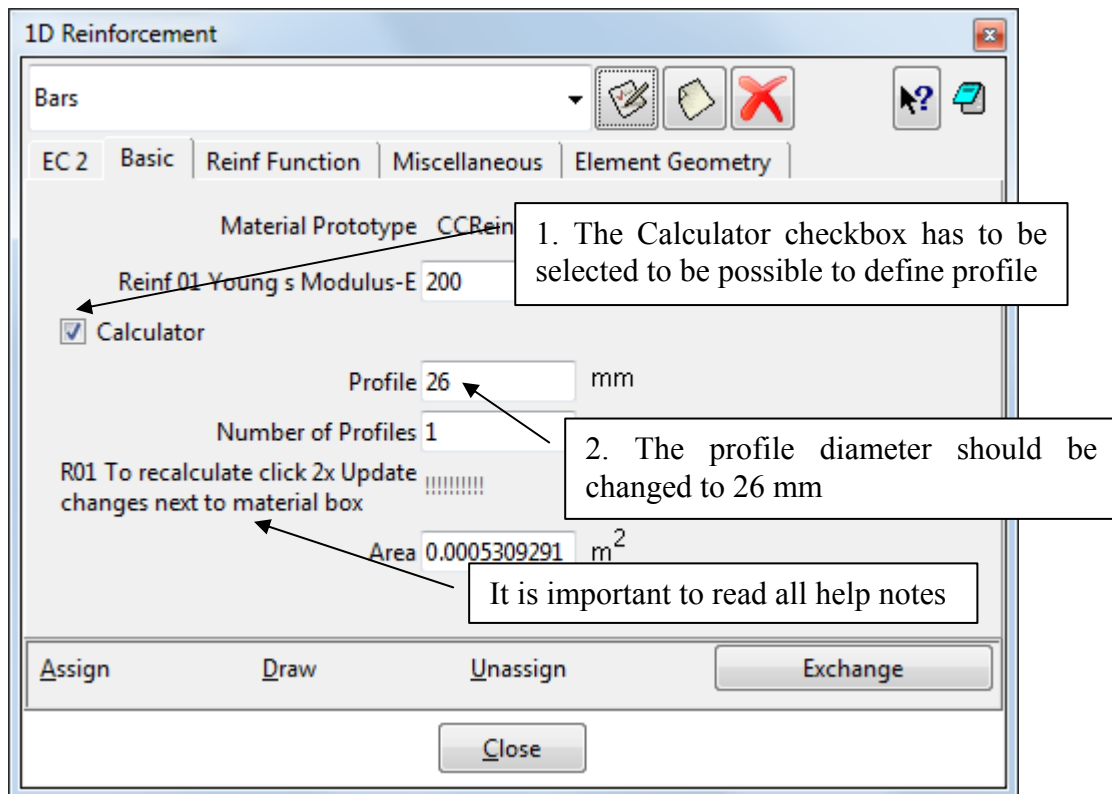 1D Reinforcement
Bars
EC 2 Basic Reinf Function Miscellaneous Element Geometry
Material Prototype CCRein
1. The Calculator checkbox has to be
selected to be possible to define profile
Reinf 01 Young s Modulus-E 200
Calculator
Profile 26 mm
Number of Profiles 1
2. The profile diameter should be
changed to 26 mm
R01 To recalculate click 2x Update
changes next to material box
!!!!!!!!!!
Area 0.0005309291 m2
It is important to read all help notes
Assign Draw Unassign Exchange
Close